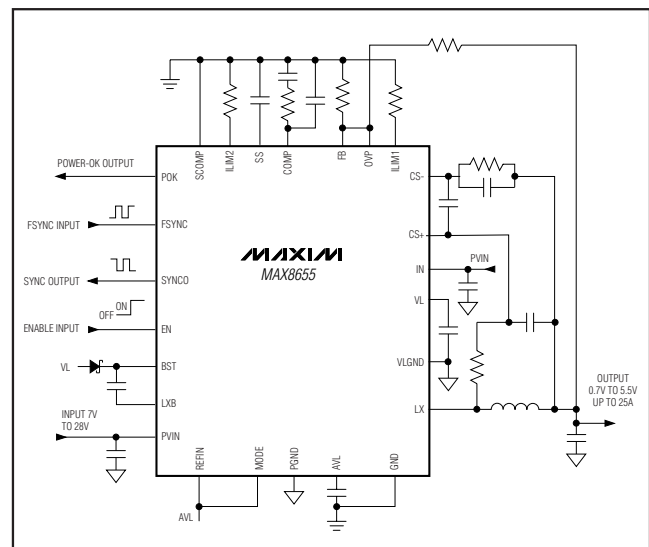 SCOMP
ILIM2
SS
COMP
FB
OVP
ILIM1
POWER-OK OUTPUT
POK
CS-
FSYNC INPUT
FSYNC
CS+
MAXIM
MAX8655
IN
PVIN
SYNC OUTPUT
SYNCO
VL
ON
OFF
ENABLE INPUT
EN
VLGND
VL
BST
LXB
OUTPUT
0.7V TO 5.5V
UP TO 25A
LX
INPUT 7V
TO 28V
PVIN
REFIN
MODE
PGND
AVL
GND
AVL